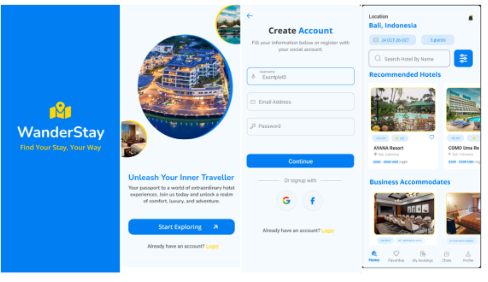 WanderStay
Find Your Stay, Your Way
Unleash Your Inner Traveller
Your passport to a world of extraordinary hotel
experiences. Join us today and unlock a realm
of comfort, luxury, and adventure.
Start Exploring
Already have an account? Login
Create Account
Fill your information below or register with
your social account.
Username
Email Address
Password
Continue
Or signup with
G f
Already have an account? Login
Location
Bali, Indonesia
Search Hotel By Name
Recommended Hotels
AYANA Resort
COMO Uma
Business Accommodates
Home
Favorites
My bookings
Profile